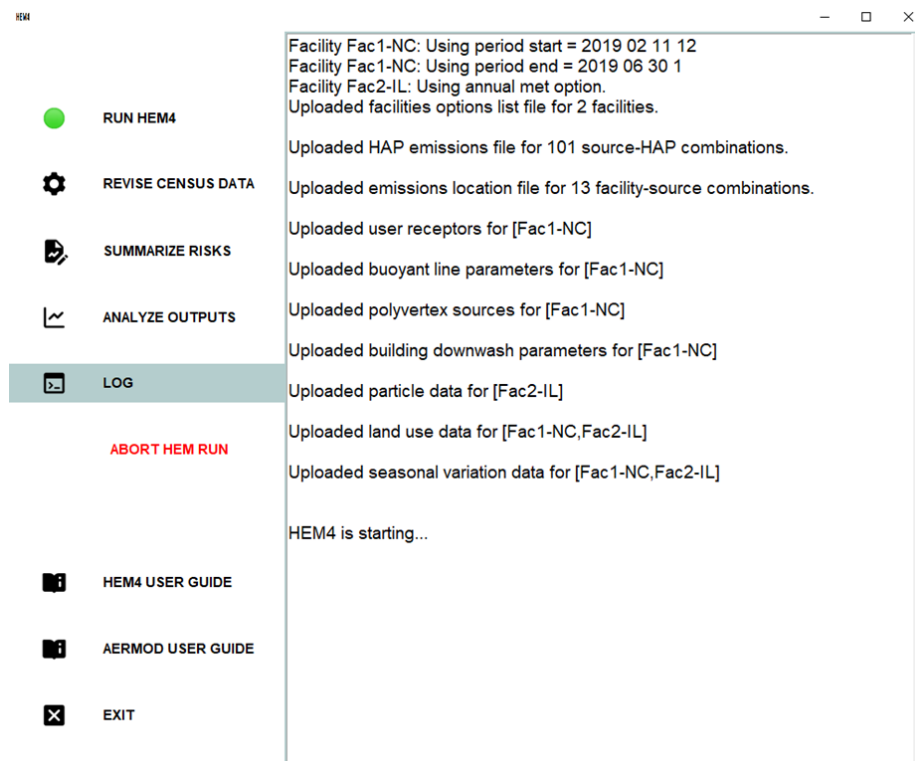 HEM4
Facility Fac1-NC: Using period start = 2019 02 11 12
Facility Fac1-NC: Using period end = 2019 06 30 1
Facility Fac2-IL: Using annual met option.
Uploaded facilities options list file for 2 facilities.
Uploaded HAP emissions file for 101 source-HAP combinations.
Uploaded emissions location file for 13 facility-source combinations.
Uploaded user receptors for [Fac1-NC]
Uploaded buoyant line parameters for [Fac1-NC]
Uploaded polyvertex sources for [Fac1-NC]
Uploaded building downwash parameters for [Fac1-NC]
Uploaded particle data for [Fac2-IL]
Uploaded land use data for [Fac1-NC,Fac2-IL]
Uploaded seasonal variation data for [Fac1-NC,Fac2-IL]
HEM4 is starting...
RUN HEM4
REVISE CENSUS DATA
SUMMARIZE RISKS
ANALYZE OUTPUTS
LOG
ABORT HEM RUN
HEM4 USER GUIDE
AERMOD USER GUIDE
EXIT